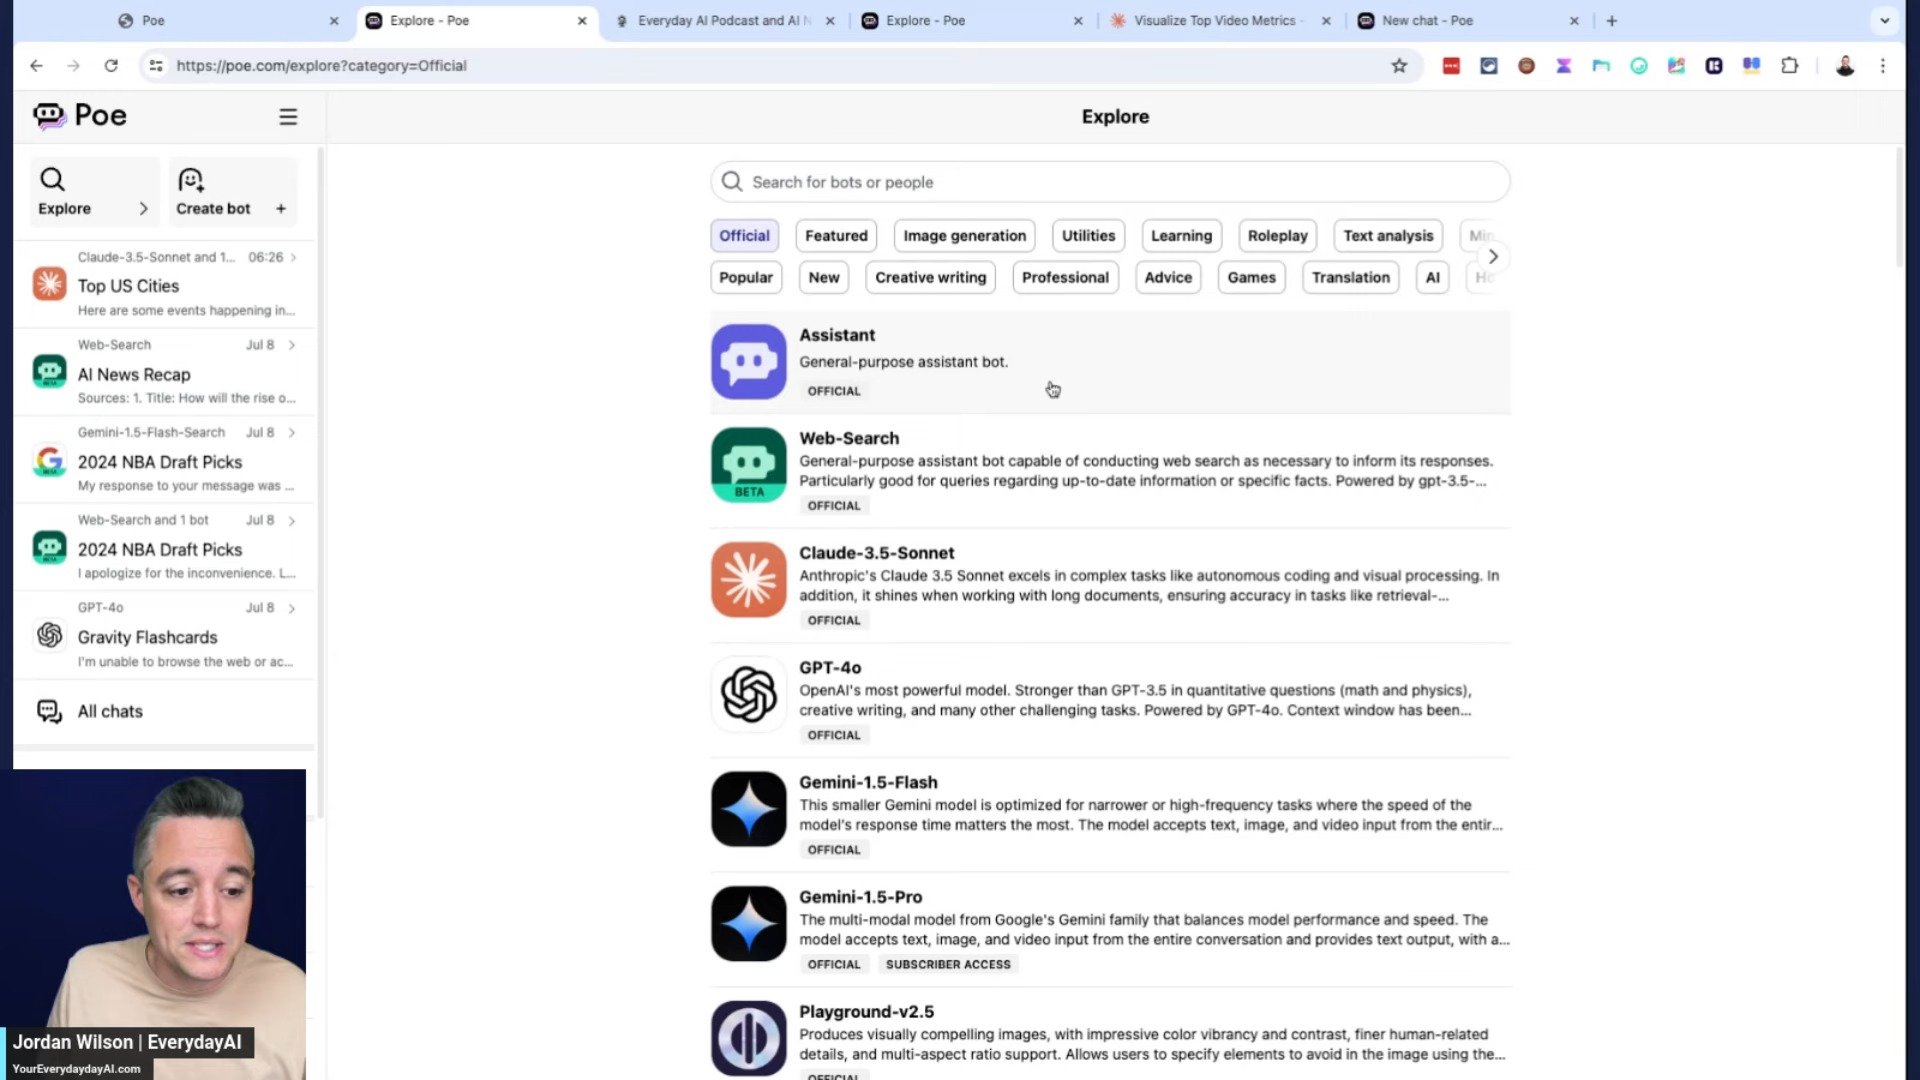 Poe
Explore - Poe
Everyday AI Podcast and AI N
Explore - Poe
Visualize Top Video Metrics -
New chat - Poe
https://poe.com/explore?category=Official
Poe
Explore
Explore
Create bot +
Search for bots or people
Official
Featured
Image generation
Utilities
Learning
Roleplay
Text analysis
Popular
New
Creative writing
Professional
Advice
Games
Translation
AI
Claude-3.5-Sonnet and 1... 06:26
Top US Cities
Here are some events happening in...
Web-Search Jul 8
AI News Recap
Sources: 1. Title: How will the rise o...
Gemini-1.5-Flash-Search Jul 8
2024 NBA Draft Picks
My response to your message was ...
Web-Search and 1 bot Jul 8
2024 NBA Draft Picks
I apologize for the inconvenience. L...
GPT-4o Jul 8
Gravity Flashcards
I'm unable to browse the web or ac...
All chats
Assistant
General-purpose assistant bot.
OFFICIAL
BETA
Web-Search
General-purpose assistant bot capable of conducting web search as necessary to inform its responses.
Particularly good for queries regarding up-to-date information or specific facts. Powered by gpt-3.5-...
OFFICIAL
Claude-3.5-Sonnet
Anthropic's Claude 3.5 Sonnet excels in complex tasks like autonomous coding and visual processing. In
addition, it shines when working with long documents, ensuring accuracy in tasks like retrieval-...
OFFICIAL
GPT-4o
OpenAI's most powerful model. Stronger than GPT-3.5 in quantitative questions (math and physics),
creative writing, and many other challenging tasks. Powered by GPT-4o. Context window has been...
OFFICIAL
Gemini-1.5-Flash
This smaller Gemini model is optimized for narrower or high-frequency tasks where the speed of the
model's response time matters the most. The model accepts text, image, and video input from the entir...
OFFICIAL
Gemini-1.5-Pro
The multi-modal model from Google's Gemini family that balances model performance and speed. The
model accepts text, image, and video input from the entire conversation and provides text output, with a...
OFFICIAL SUBSCRIBER ACCESS
Playground-v2.5
Produces visually compelling images, with impressive color vibrancy and contrast, finer human-related
details, and multi-aspect ratio support. Allows users to specify elements to avoid in the image using the...
OFFICIAL
Jordan Wilson | EverydayAI
YourEverydaydayAI.com